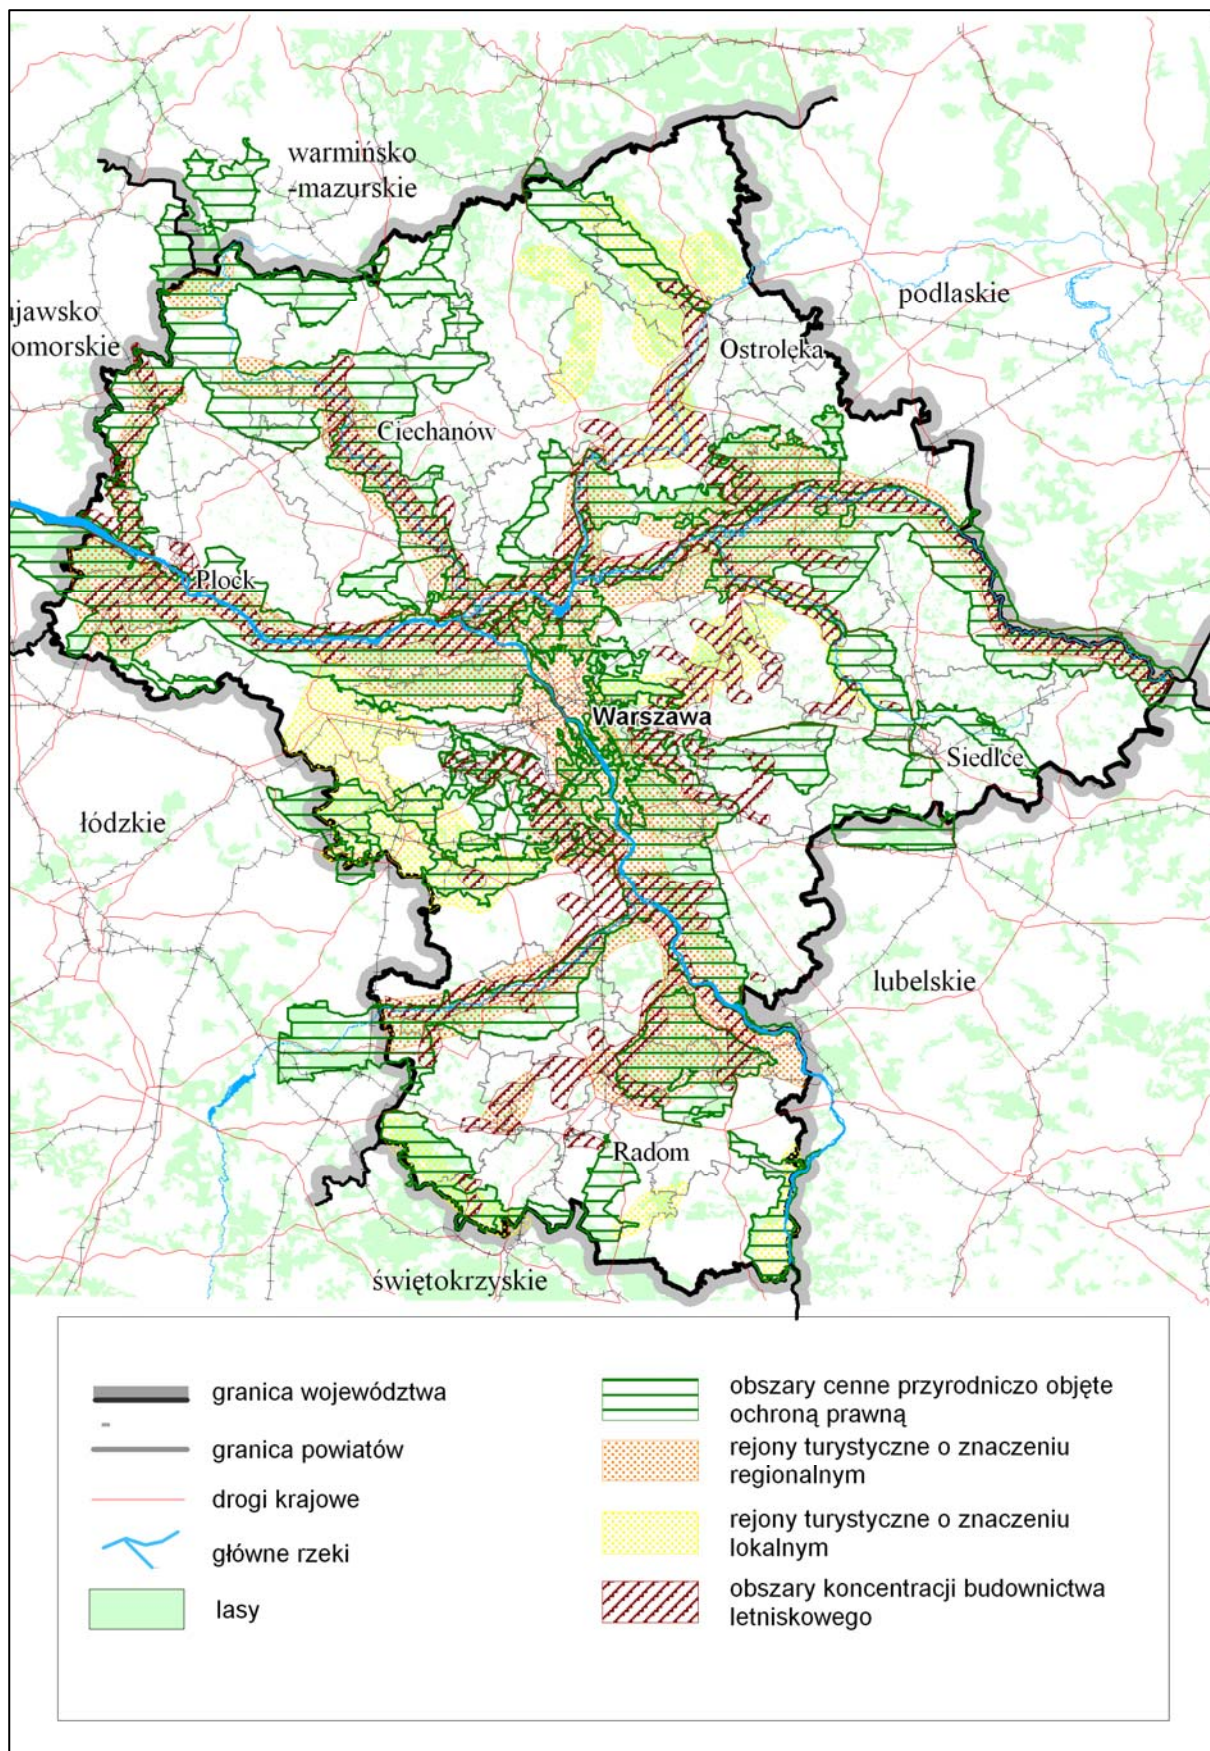 warmińsko
-mazurskie
podlaskie
ujawsko
omorskie
Ostrołęka
Ciechanów
Płock
Warszawa
Siedlce
łódzkie
lubelskie
Radom
świętokrzyskie
granica województwa
granica powiatów
drogi krajowe
główne rzeki
lasy
obszary cenne przyrodniczo objęte
ochroną prawną
rejony turystyczne o znaczeniu
regionalnym
rejony turystyczne o znaczeniu
lokalnym
obszary koncentracji budownictwa
letniskowego